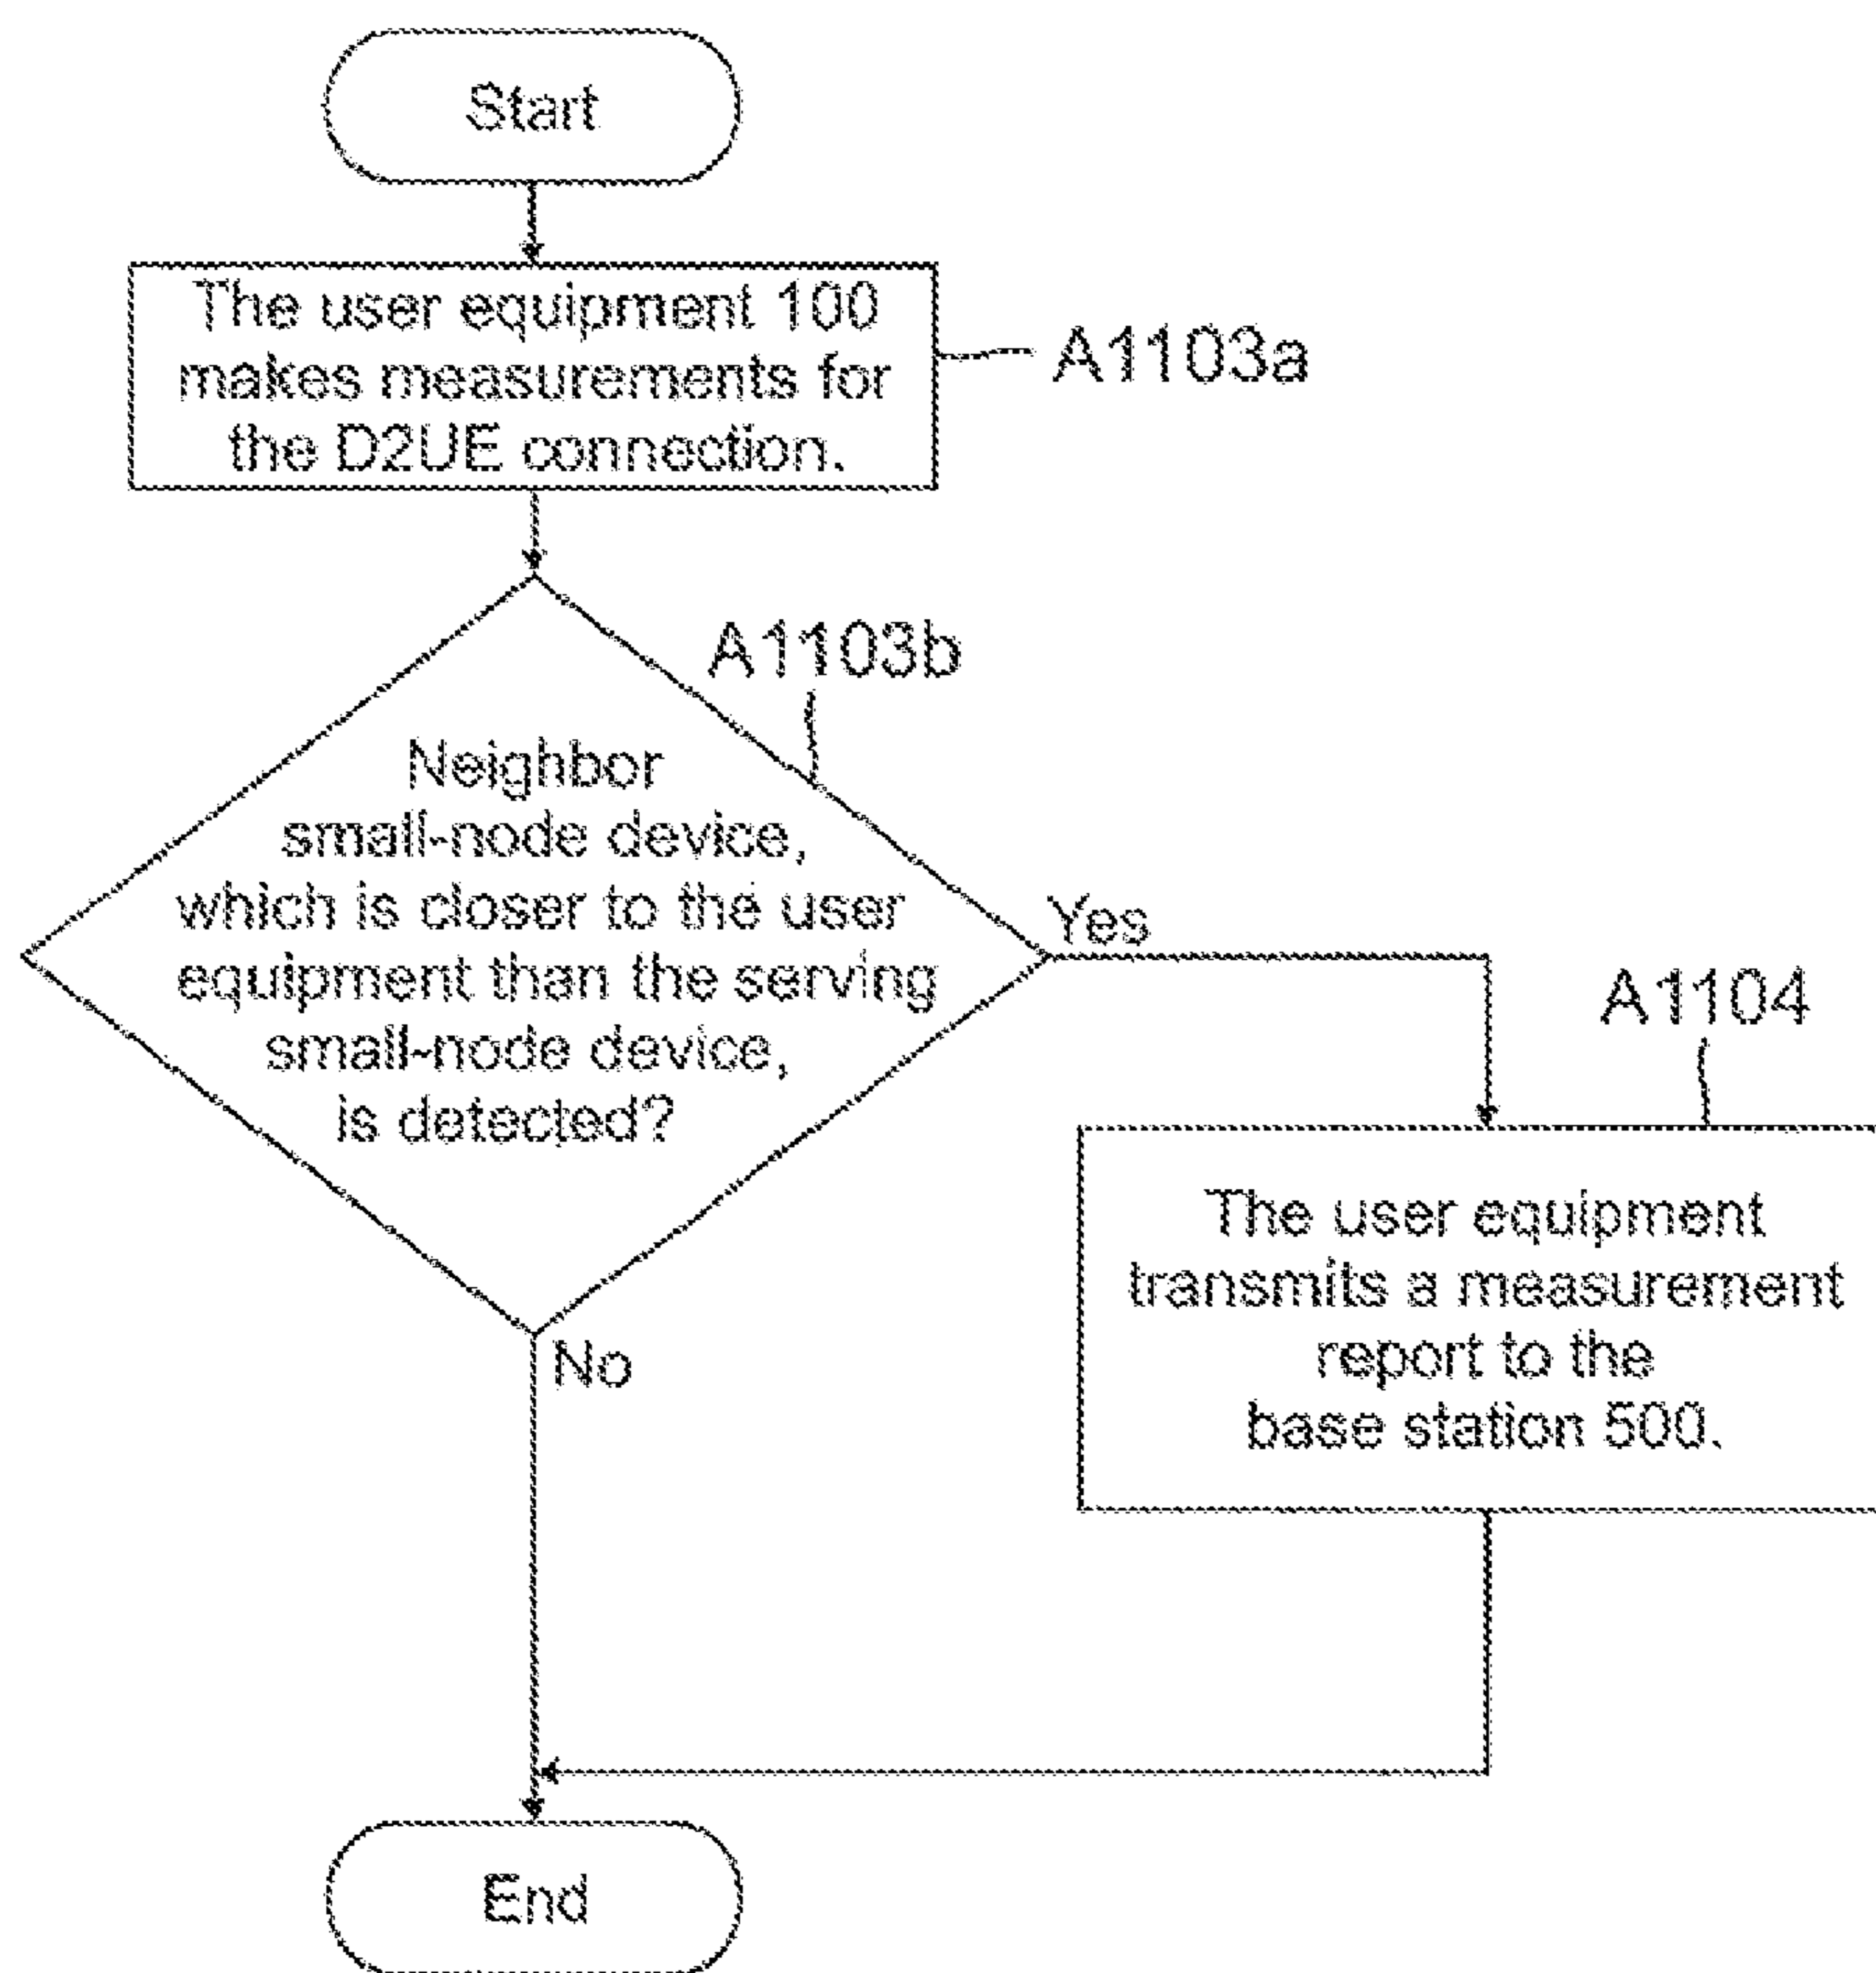 Start
The user equipment 100
makes measurements for
the D2UE connection.
A1103a
A1103b
Neighbor
small-node device,
which is closer to the user
equipment than the serving
small-node device,
is detected?
Yes
No
A1104
The user equipment
transmits a measurement
report to the
base station 500.
End